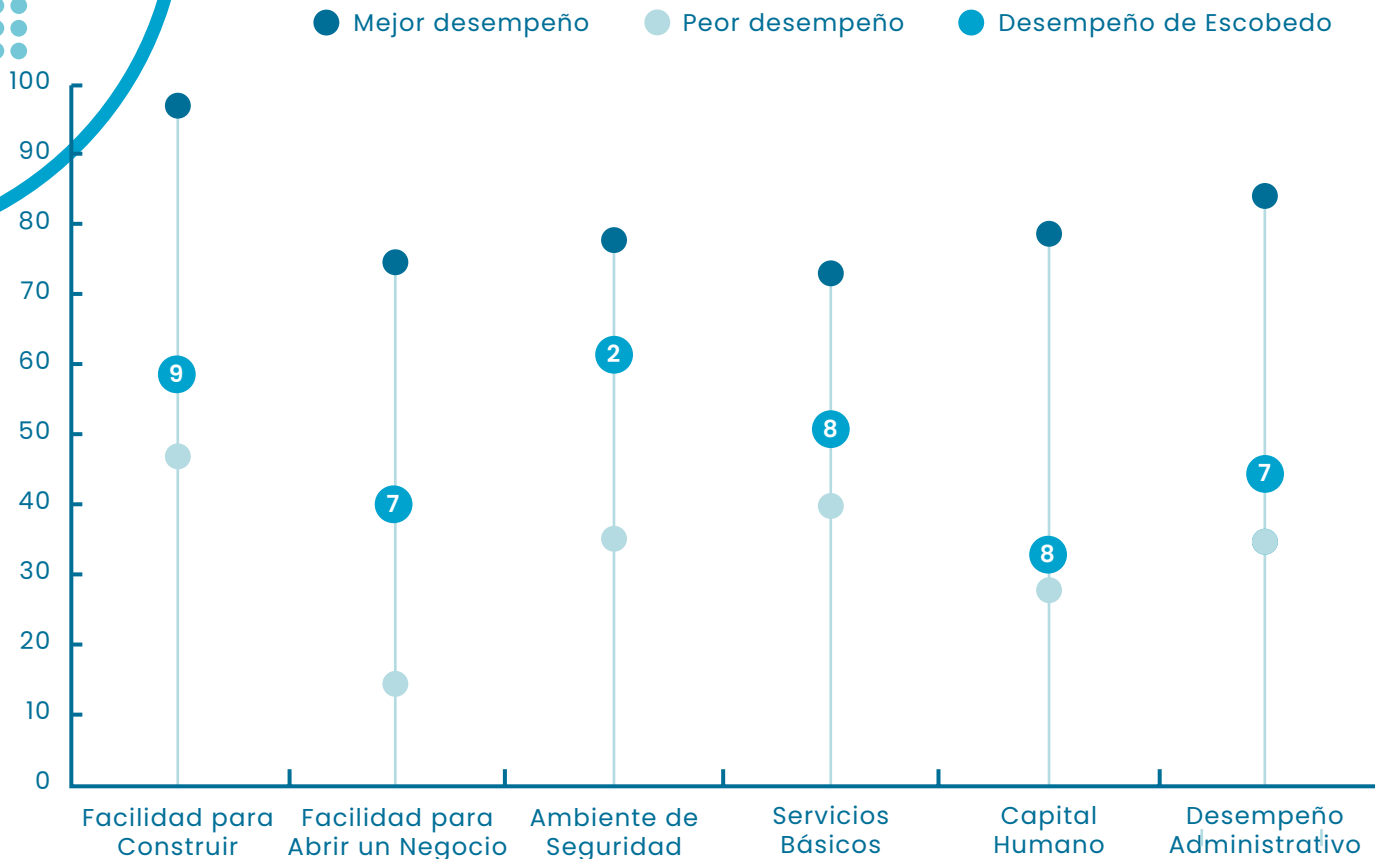 Mejor desempeño Peor desempeño Desempeño de Escobedo
100
90
80
70
60
50
40
30
20
10
0
9
7
2
8
8
7
Facilidad para
Construir
Facilidad para
Abrir un Negocio
Ambiente de
Seguridad
Servicios
Básicos
Capital
Humano
Desempeño
Administrativo